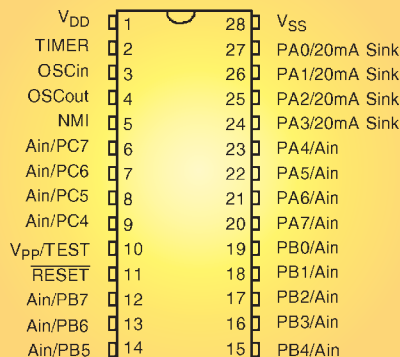 VDD 1 28 VSS
TIMER 2 27 PA0/20mA Sink
OSCin 3 26 PA1/20mA Sink
OSCout 4 25 PA2/20mA Sink
NMI 5 24 PA3/20mA Sink
Ain/PC7 6 23 PA4/Ain
Ain/PC6 7 22 PA5/Ain
Ain/PC5 8 21 PA6/Ain
Ain/PC4 9 20 PA7/Ain
VPP/TEST 10 19 PB0/Ain
RESET 11 18 PB1/Ain
Ain/PB7 12 17 PB2/Ain
Ain/PB6 13 16 PB3/Ain
Ain/PB5 14 15 PB4/Ain